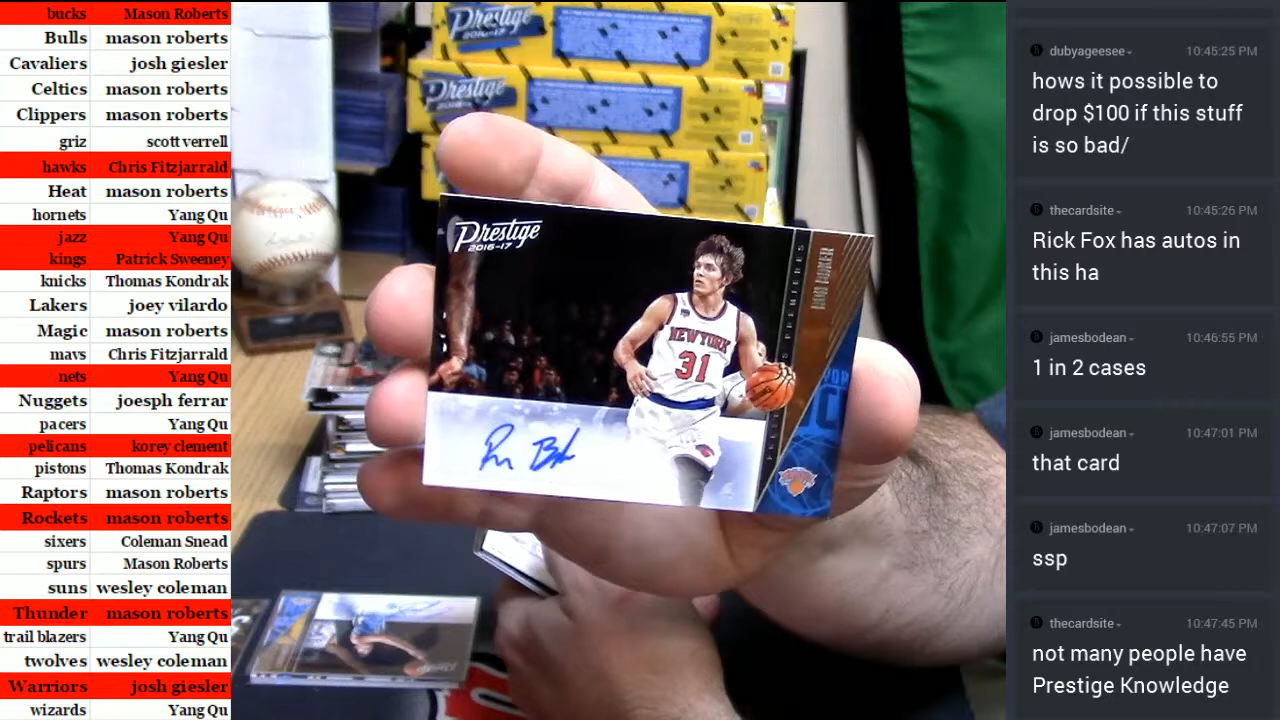 bucks Mason Roberts
Bulls mason roberts
Cavaliers josh giesler
Celtics mason roberts
Clippers mason roberts
griz scott verrell
hawks Chris Fitzjarrald
Heat mason roberts
hornets Yang Qu
jazz Yang Qu
kings Patrick Sweeney
knicks Thomas Kondrak
Lakers joey vilardo
Magic mason roberts
mavs Chris Fitzjarrald
nets Yang Qu
Nuggets joesph ferrar
pacers Yang Qu
pelicans korey clement
pistons Thomas Kondrak
Raptors mason roberts
Rockets mason roberts
sixers Coleman Snead
spurs Mason Roberts
suns wesley coleman
Thunder mason roberts
trail blazers Yang Qu
twolves wesley coleman
Warriors josh giesler
wizards Yang Qu
Prestige
2016-17
Prestige
Prestige
2016-17
NEW YORK
31
RON BAKER
dubyageesee 10:45:25 PM
hows it possible to
drop $100 if this stuff
is so bad/
thecardsite 10:45:26 PM
Rick Fox has autos in
this ha
jamesbodean 10:46:55 PM
1 in 2 cases
jamesbodean 10:47:01 PM
that card
jamesbodean 10:47:07 PM
ssp
thecardsite 10:47:45 PM
not many people have
Prestige Knowledge